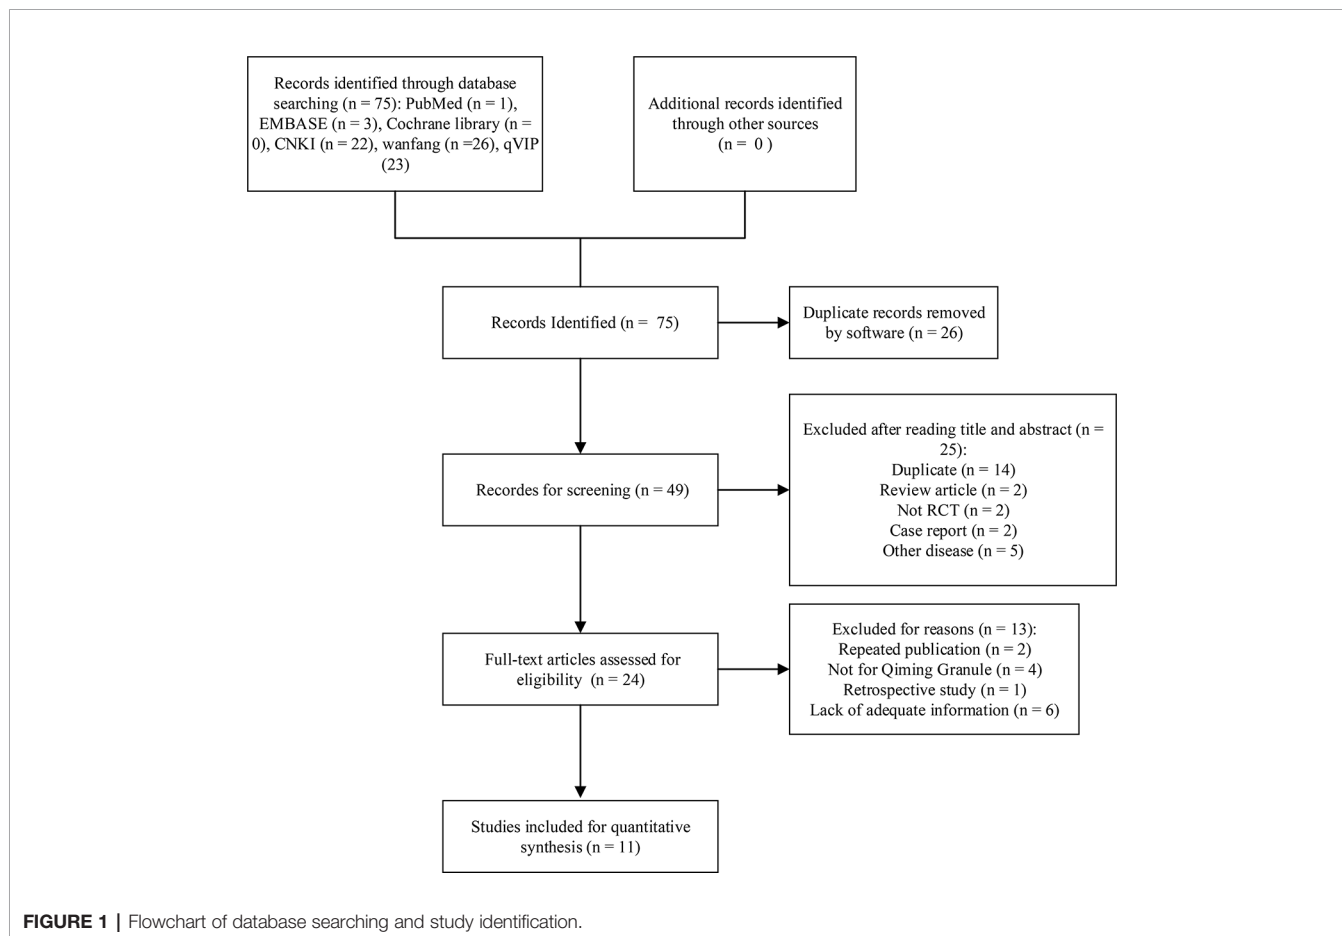 Records identified through database
searching (n = 75): PubMed (n = 1),
EMBASE (n = 3), Cochrane library (n =
0), CNKI (n = 22), wanfang (n =26), qVIP
(23)
Additional records identified
through other sources
(n =  0 )
Records Identified (n =  75)
Duplicate records removed
by software (n = 26)
Excluded after reading title and abstract (n =
25):
Duplicate (n = 14)
Review article (n = 2)
Not RCT (n = 2)
Case report (n = 2)
Other disease (n = 5)
Recordes for screening (n = 49)
Excluded for reasons (n = 13):
Repeated publication (n = 2)
Not for Qiming Granule (n = 4)
Retrospective study (n = 1)
Lack of adequate information (n = 6)
Full-text articles assessed for
eligibility  (n = 24)
Studies included for quantitative
synthesis (n = 11)
FIGURE 1 | Flowchart of database searching and study identification.